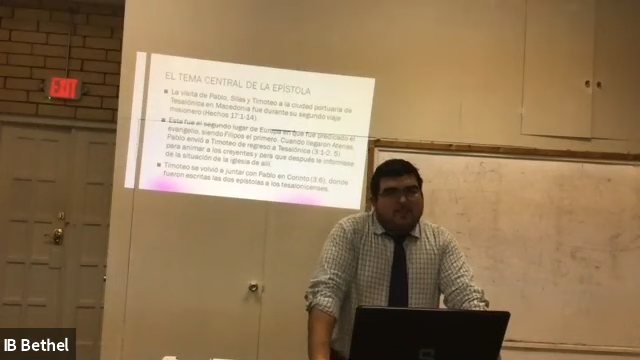 EXIT
EL TEMA CENTRAL DE LA EPÍSTOLA
La visita de Pablo, Silas y Timoteo a la ciudad portuaria de
Tesalónica en Macedonia fue durante su segundo viaje
misionero (Hechos 17:1-14).
Este fue el segundo lugar de Europa en que fue predicado el
evangelio, siendo Filipos el primero. Cuando llegaron Atenas,
Pablo envió a Timoteo de regreso a Tesalónica (3:1-2, 5)
para animar a los creyentes y para que después le informase
de la situación de la iglesia de allí.
Timoteo se volvió a juntar con Pablo en Corinto (3:6), donde
fueron escritas las dos epístolas a los tesalonicenses.
IB Bethel